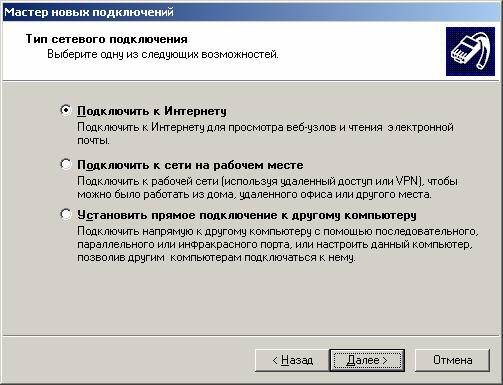 Мастер новых подключений
Тип сетевого подключения
Выберите одну из следующих возможностей.
Подключить к Интернету
Подключить к Интернету для просмотра веб-узлов и чтения электронной
почты.
Подключить к сети на рабочем месте
Подключить к рабочей сети (используя удаленный доступ или VPN), чтобы
можно было работать из дома, удаленного офиса или другого места.
Установить прямое подключение к другому компьютеру
Подключить напрямую к другому компьютеру с помощью последовательного,
параллельного или инфракрасного порта, или настроить данный компьютер,
позволив другим компьютерам подключаться к нему.
< Назад
Далее >
Отмена